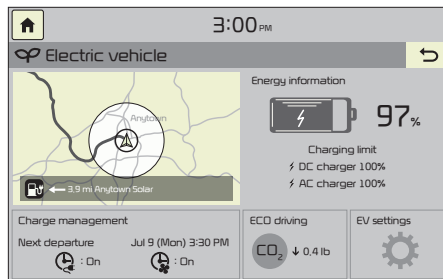 3:00 PM
Electric vehicle
Energy information
Anytown
97%
Charging limit
DC charger 100%
AC charger 100%
3,9 mi Anytown Solar
Charge management
Next departure Jul 9 (Mon) 3:30 PM
: On : On
ECO driving
CO2 0,4 lb
EV settings